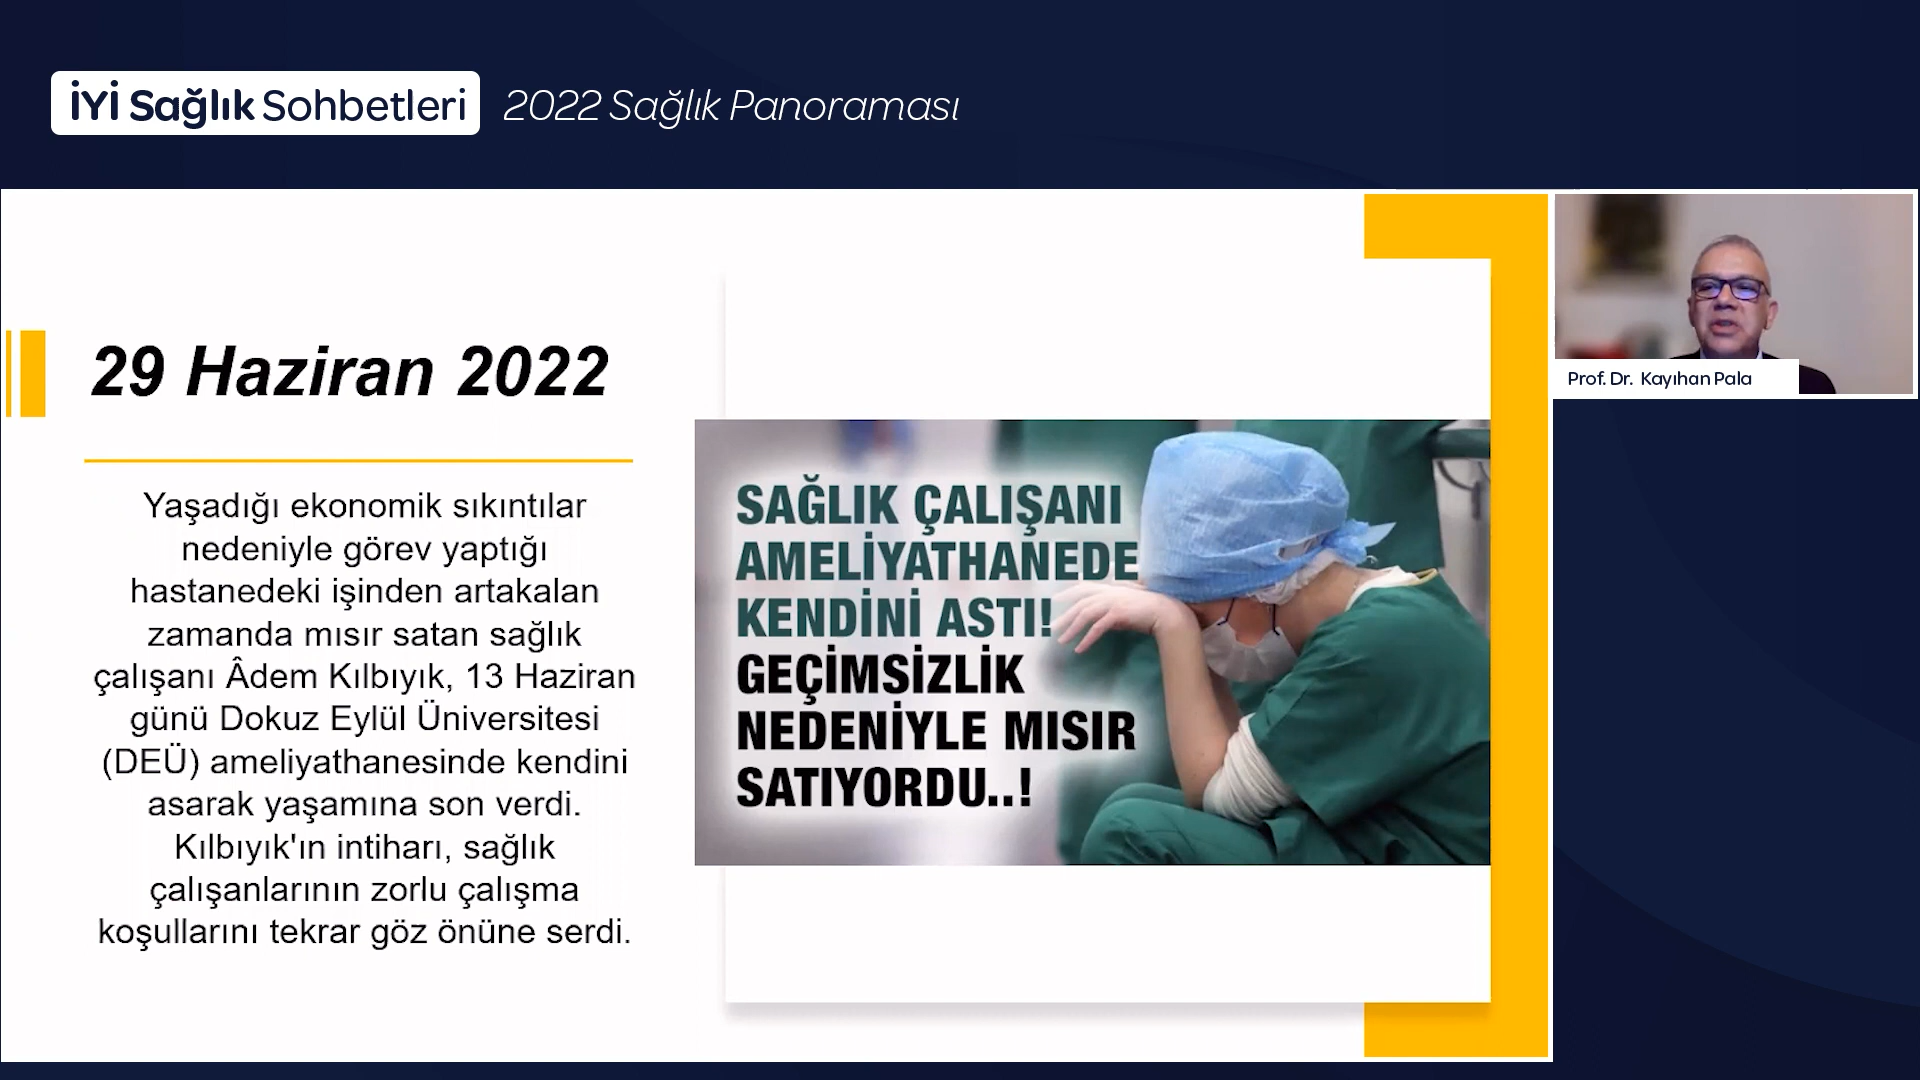 İYİ Sağlık Sohbetleri 2022 Sağlık Panoraması
29 Haziran 2022
Yaşadığı ekonomik sıkıntılar
nedeniyle görev yaptığı
hastanedeki işinden artakalan
zamanda mısır satan sağlık
çalışanı Âdem Kılbıyık, 13 Haziran
günü Dokuz Eylül Üniversitesi
(DEÜ) ameliyathanesinde kendini
asarak yaşamına son verdi.
Kılbıyık'ın intiharı, sağlık
çalışanlarının zorlu çalışma
koşullarını tekrar göz önüne serdi.
SAĞLIK ÇALIŞANI
AMELİYATHANEDE
KENDİNİ ASTI!
GEÇİMSİZLİK
NEDENİYLE MISIR
SATIYORDU..!
Prof. Dr. Kayıhan Pala